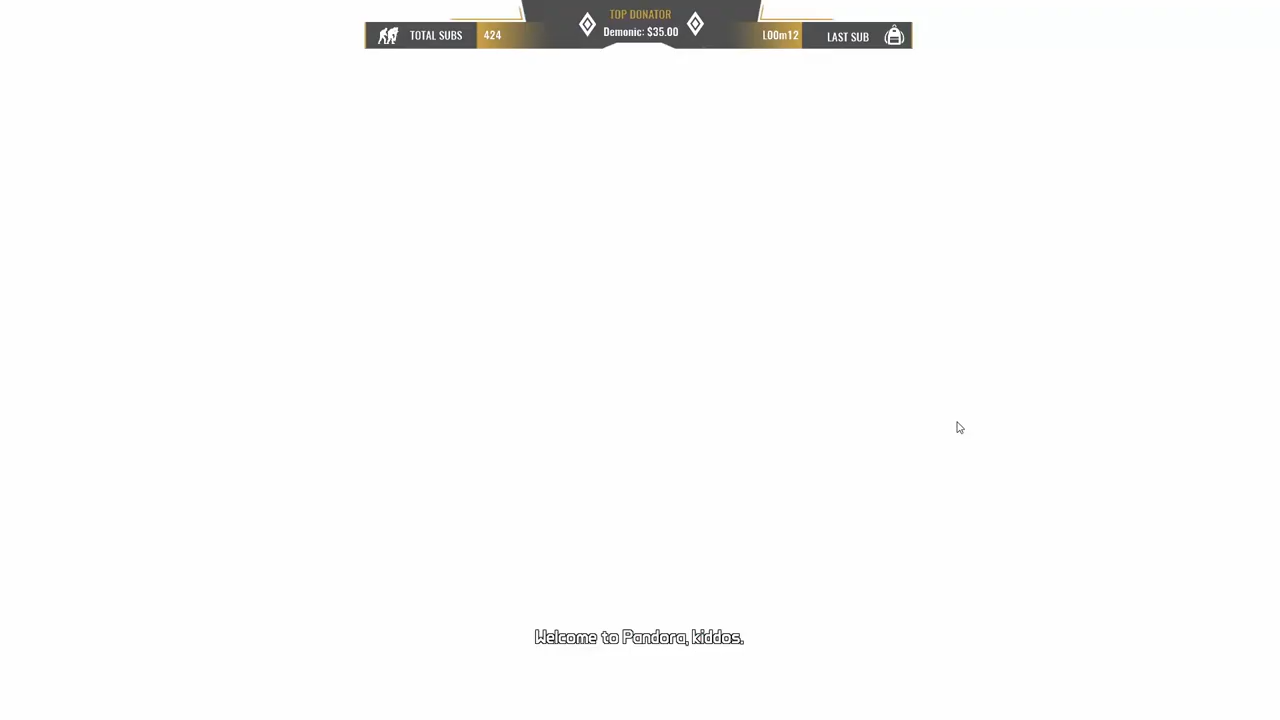 TOP DONATOR
Demonic: $35.00
TOTAL SUBS 424
L00m12 LAST SUB
Welcome to Pandora, kiddos.